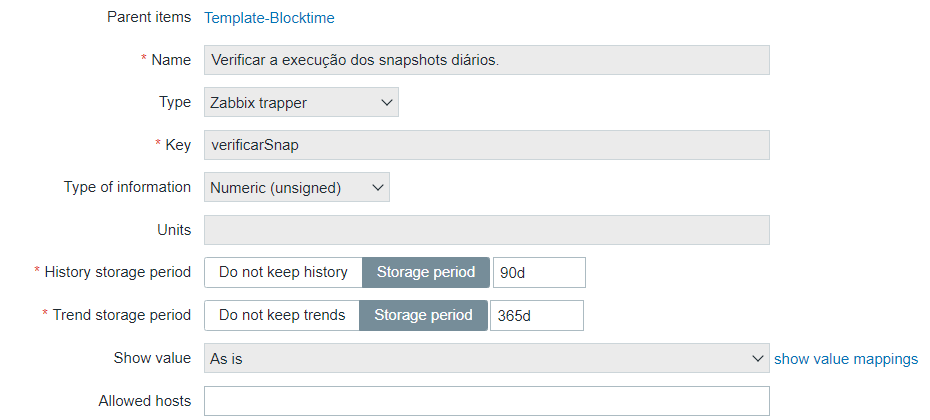 Parent items Template-Blocktime
* Name Verificar a execução dos snapshots diários.
Type Zabbix trapper
* Key verificarSnap
Type of information Numeric (unsigned)
Units
* History storage period Do not keep history Storage period 90d
* Trend storage period Do not keep trends Storage period 365d
Show value As is show value mappings
Allowed hosts